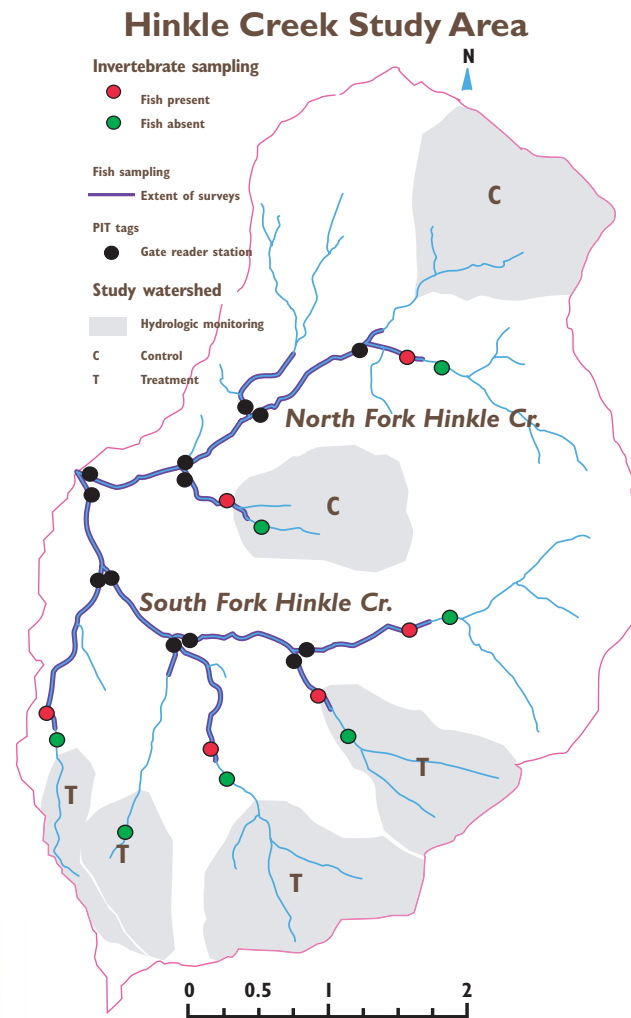 Hinkle Creek Study Area
N
Invertebrate sampling
Fish present
Fish absent
Fish sampling
Extent of surveys
PIT tags
Gate reader station
Study watershed
Hydrologic monitoring
C Control
T Treatment
C
North Fork Hinkle Cr.
C
South Fork Hinkle Cr.
T
T
T
T
0 0.5 1 2